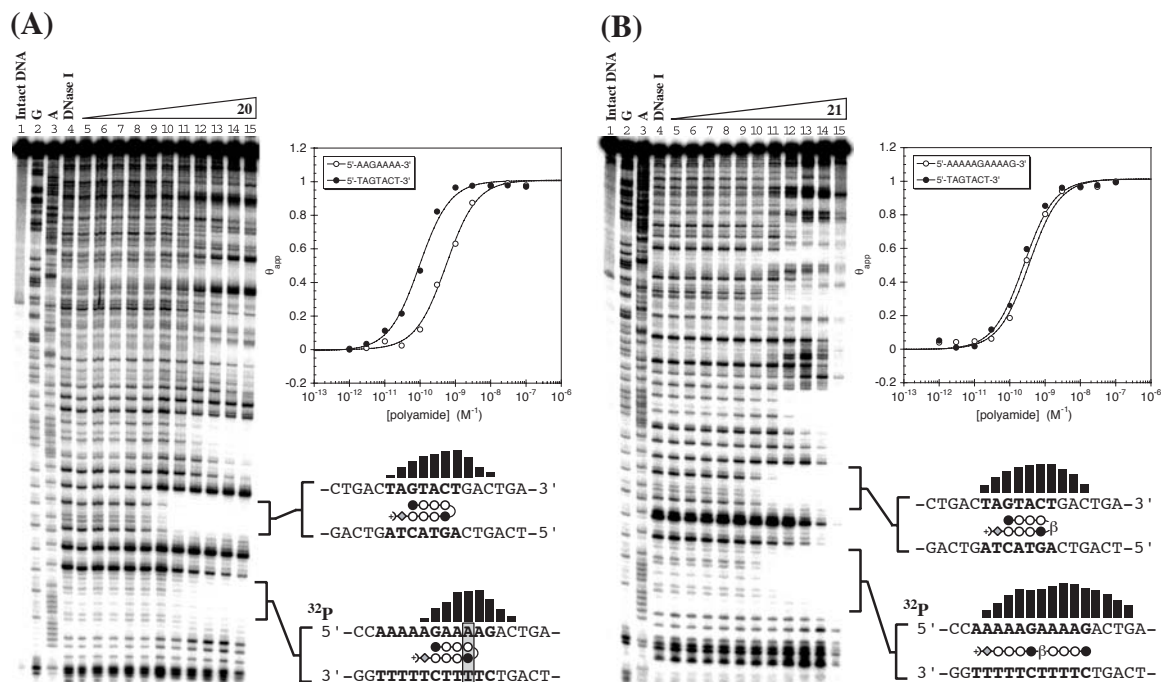 (A)
Intact DNA
G
A
DNase I
20
1 2 3 4 5 6 7 8 9 10 11 12 13 14 15
1.2
1
0.8
0.6
0.4
0.2
0
-0.2
θapp
5'-AAGAAAA-3'
5'-TAGTACT-3'
10⁻¹³ 10⁻¹² 10⁻¹¹ 10⁻¹⁰ 10⁻⁹ 10⁻⁸ 10⁻⁷ 10⁻⁶
[polyamide] (M⁻¹)
-CTGACTAGTACTGACTGA-3'
-GACTGATCATGACTGACT-5'
³²P
5'-CCAAAAAGAAAAGACTGA-
3'-GGTTTTTCTTTTCTGACT-
(B)
Intact DNA
G
A
DNase I
21
1 2 3 4 5 6 7 8 9 10 11 12 13 14 15
1.2
1
0.8
0.6
0.4
0.2
0
-0.2
θapp
5'-AAAAAGAAAAG-3'
5'-TAGTACT-3'
10⁻¹³ 10⁻¹² 10⁻¹¹ 10⁻¹⁰ 10⁻⁹ 10⁻⁸ 10⁻⁷ 10⁻⁶
[polyamide] (M⁻¹)
-CTGACTAGTACTGACTGA-3'
β
-GACTGATCATGACTGACT-5'
³²P
5'-CCAAAAAGAAAAGACTGA-
β
3'-GGTTTTTCTTTTCTGACT-